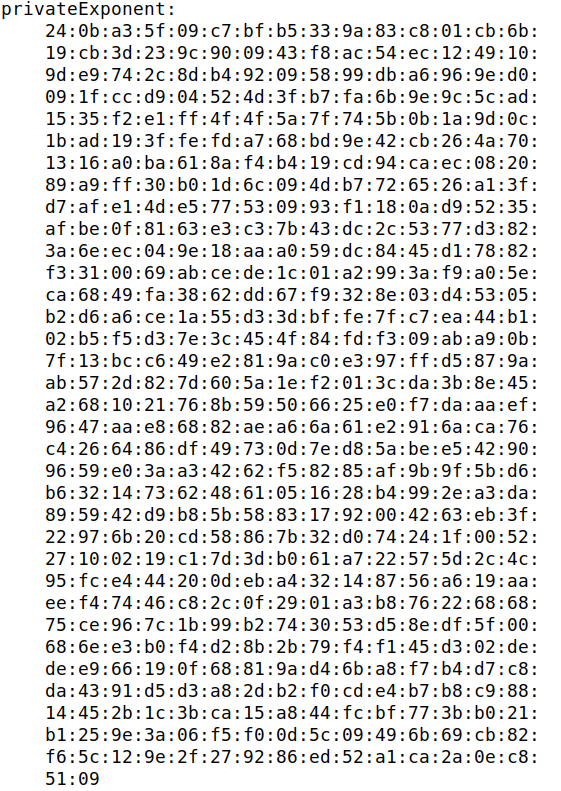 privateExponent:
24:0b:a3:5f:09:c7:bf:b5:33:9a:83:c8:01:cb:6b:
19:cb:3d:23:9c:90:09:43:f8:ac:54:ec:12:49:10:
9d:e9:74:2c:8d:b4:92:09:58:99:db:a6:96:9e:d0:
09:1f:cc:d9:04:52:4d:3f:b7:fa:6b:9e:9c:5c:ad:
15:35:f2:e1:ff:4f:4f:5a:7f:74:5b:0b:1a:9d:0c:
1b:ad:19:3f:fe:fd:a7:68:bd:9e:42:cb:26:4a:70:
13:16:a0:ba:61:8a:f4:b4:19:cd:94:ca:ec:08:20:
89:a9:ff:30:b0:1d:6c:09:4d:b7:72:65:26:a1:3f:
d7:af:e1:4d:e5:77:53:09:93:f1:18:0a:d9:52:35:
af:be:0f:81:63:e3:c3:7b:43:dc:2c:53:77:d3:82:
3a:6e:ec:04:9e:18:aa:a0:59:dc:84:45:d1:78:82:
f3:31:00:69:ab:ce:de:1c:01:a2:99:3a:f9:a0:5e:
ca:68:49:fa:38:62:dd:67:f9:32:8e:03:d4:53:05:
b2:d6:a6:ce:1a:55:d3:3d:bf:fe:7f:c7:ea:44:b1:
02:b5:f5:d3:7e:3c:45:4f:84:fd:f3:09:ab:a9:0b:
7f:13:bc:c6:49:e2:81:9a:c0:e3:97:ff:d5:87:9a:
ab:57:2d:82:7d:60:5a:1e:f2:01:3c:da:3b:8e:45:
a2:68:10:21:76:8b:59:50:66:25:e0:f7:da:aa:ef:
96:47:aa:e8:68:82:ae:a6:6a:61:e2:91:6a:ca:76:
c4:26:64:86:df:49:73:0d:7e:d8:5a:be:e5:42:90:
96:59:e0:3a:a3:42:62:f5:82:85:af:9b:9f:5b:d6:
b6:32:14:73:62:48:61:05:16:28:b4:99:2e:a3:da:
89:59:42:d9:b8:5b:58:83:17:92:00:42:63:eb:3f:
22:97:6b:20:cd:58:86:7b:32:d0:74:24:1f:00:52:
27:10:02:19:c1:7d:3d:b0:61:a7:22:57:5d:2c:4c:
95:fc:e4:44:20:0d:eb:a4:32:14:87:56:a6:19:aa:
ee:f4:74:46:c8:2c:0f:29:01:a3:b8:76:22:68:68:
75:ce:96:7c:1b:99:b2:74:30:53:d5:8e:df:5f:00:
68:6e:e3:b0:f4:d2:8b:2b:79:f4:f1:45:d3:02:de:
de:e9:66:19:0f:68:81:9a:d4:6b:a8:f7:b4:d7:c8:
da:43:91:d5:d3:a8:2d:b2:f0:cd:e4:b7:b8:c9:88:
14:45:2b:1c:3b:ca:15:a8:44:fc:bf:77:3b:b0:21:
b1:25:9e:3a:06:f5:f0:0d:5c:09:49:6b:69:cb:82:
f6:5c:12:9e:2f:27:92:86:ed:52:a1:ca:2a:0e:c8:
51:09